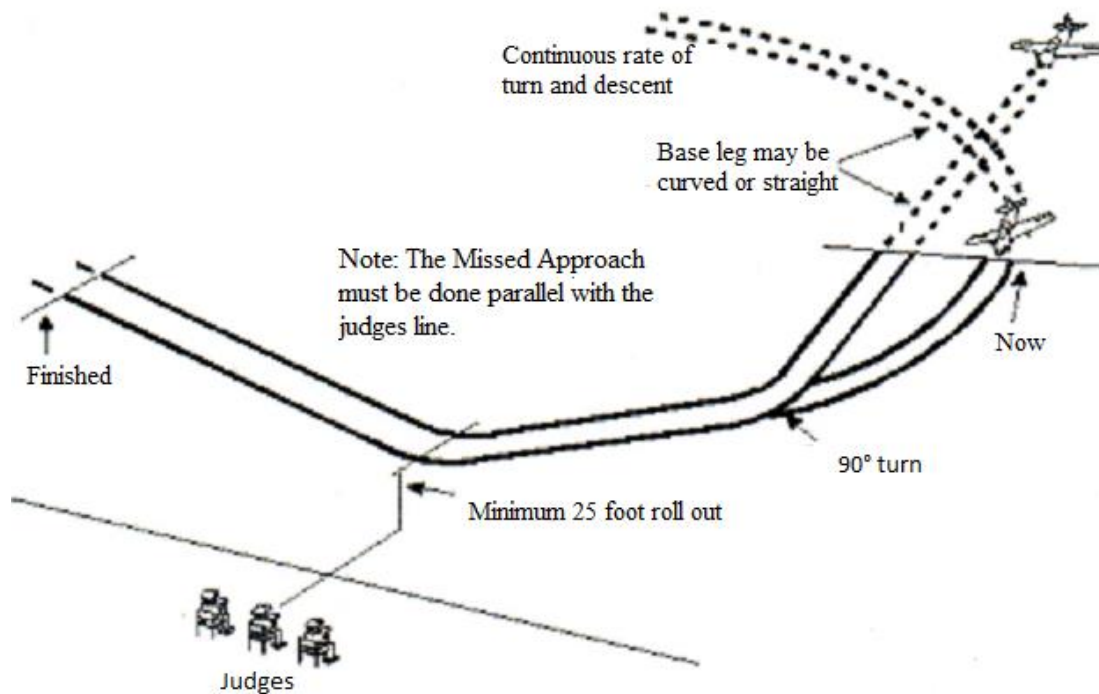 Continuous rate of
turn and descent
Base leg may be
curved or straight
Note: The Missed Approach
must be done parallel with the
judges line.
Now
Finished
90° turn
Minimum 25 foot roll out
Judges